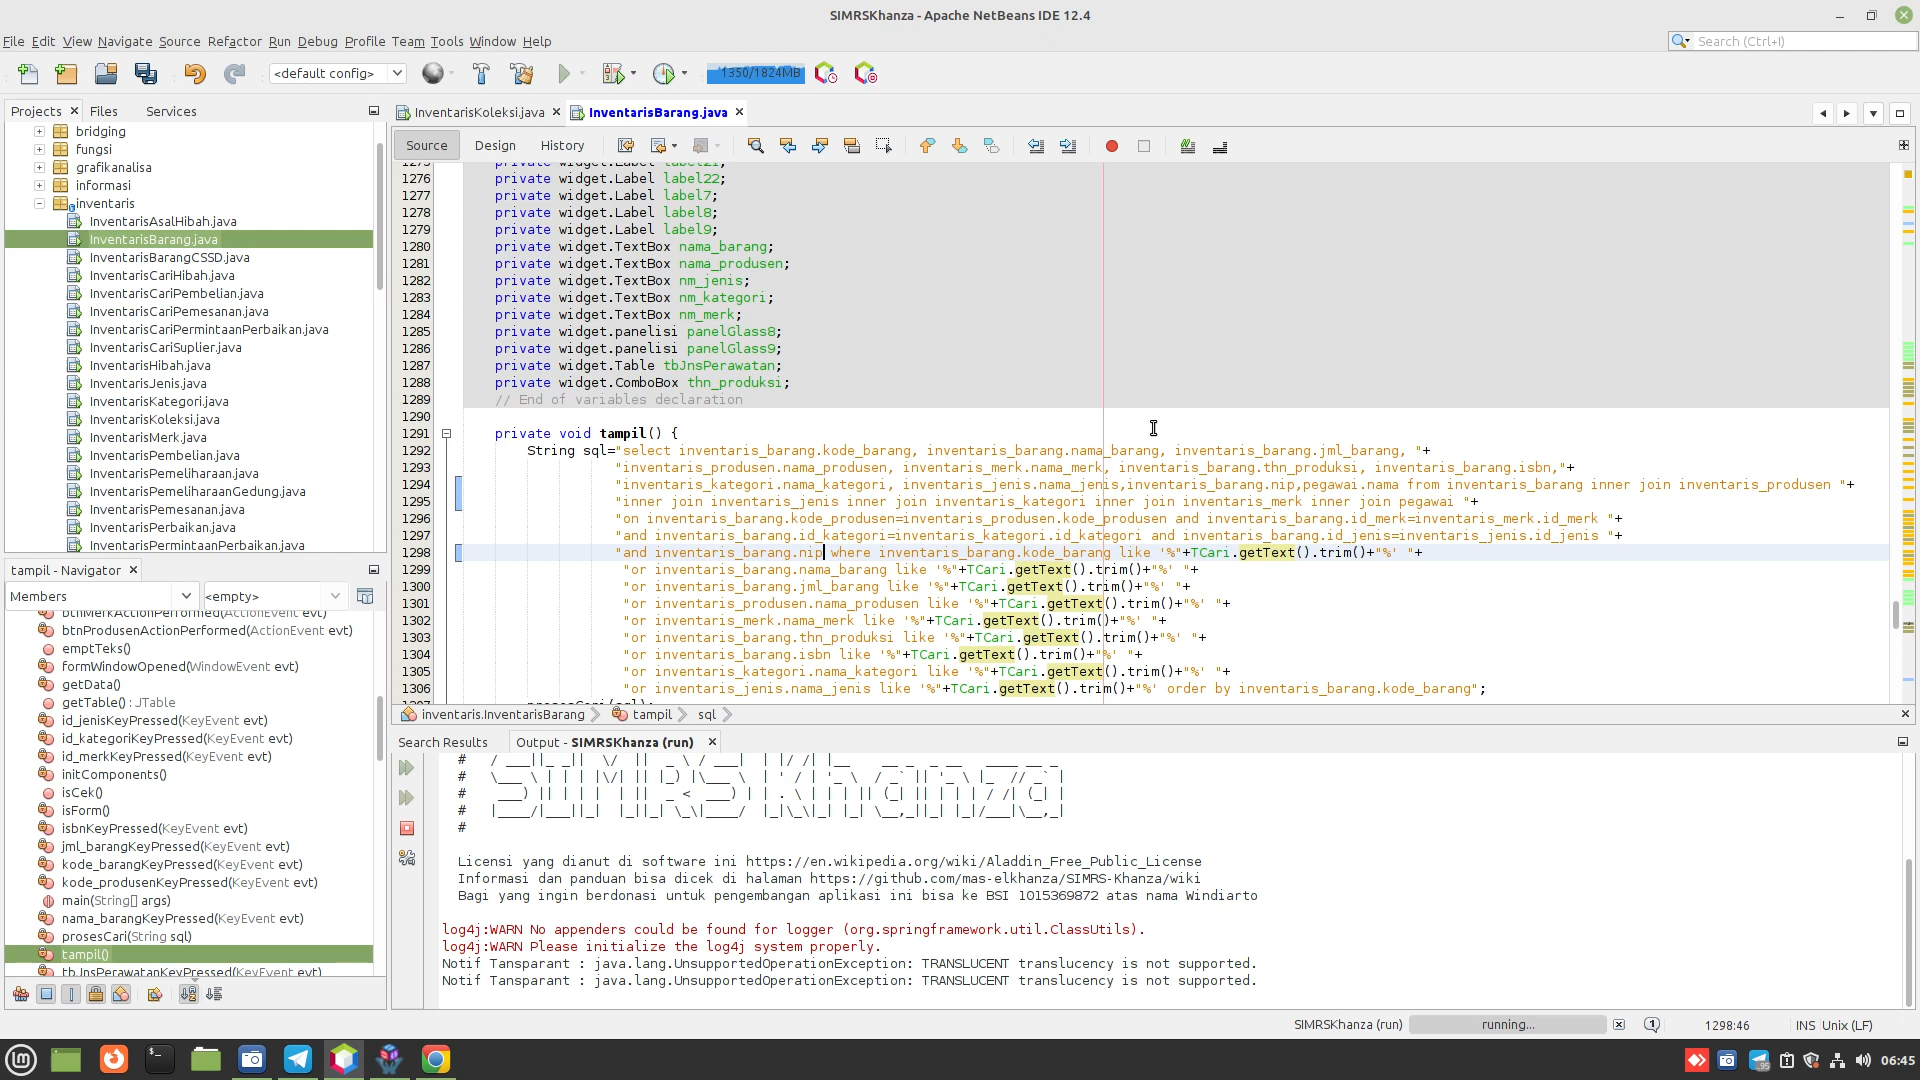 SIMRSKhanza - Apache NetBeans IDE 12.4
File Edit View Navigate Source Refactor Run Debug Profile Team Tools Window Help
Search (Ctrl+I)
<default config>
1350/1824MB
Projects Files Services
InventarisKoleksi.java
InventarisBarang.java
Source Design History
bridging
fungsi
grafikanalisa
informasi
inventaris
InventarisAsalHibah.java
InventarisBarang.java
InventarisBarangCSSD.java
InventarisCariHibah.java
InventarisCariPembelian.java
InventarisCariPemesanan.java
InventarisCariPermintaanPerbaikan.java
InventarisCariSuplier.java
InventarisHibah.java
InventarisJenis.java
InventarisKategori.java
InventarisKoleksi.java
InventarisMerk.java
InventarisPembelian.java
InventarisPemeliharaan.java
InventarisPemeliharaanGedung.java
InventarisPemesanan.java
InventarisPerbaikan.java
InventarisPermintaanPerbaikan.java
tampil - Navigator
Members <empty>
btnMerkActionPerformed(ActionEvent evt)
btnProdusenActionPerformed(ActionEvent evt)
emptTeks()
formWindowOpened(WindowEvent evt)
getData()
getTable() : JTable
id_jenisKeyPressed(KeyEvent evt)
id_kategoriKeyPressed(KeyEvent evt)
id_merkKeyPressed(KeyEvent evt)
initComponents()
isCek()
isForm()
isbnKeyPressed(KeyEvent evt)
jml_barangKeyPressed(KeyEvent evt)
kode_barangKeyPressed(KeyEvent evt)
kode_produsenKeyPressed(KeyEvent evt)
main(String[] args)
nama_barangKeyPressed(KeyEvent evt)
prosesCari(String sql)
tampil()
tbJnsPerawatanKeyPressed(KeyEvent evt)
1275 private widget.Label label21;
1276 private widget.Label label22;
1277 private widget.Label label7;
1278 private widget.Label label8;
1279 private widget.Label label9;
1280 private widget.TextBox nama_barang;
1281 private widget.TextBox nama_produsen;
1282 private widget.TextBox nm_jenis;
1283 private widget.TextBox nm_kategori;
1284 private widget.TextBox nm_merk;
1285 private widget.panelisi panelGlass8;
1286 private widget.panelisi panelGlass9;
1287 private widget.Table tbJnsPerawatan;
1288 private widget.ComboBox thn_produksi;
1289 // End of variables declaration
1290
1291 private void tampil() {
1292 String sql="select inventaris_barang.kode_barang, inventaris_barang.nama_barang, inventaris_barang.jml_barang, "+
1293 "inventaris_produsen.nama_produsen, inventaris_merk.nama_merk, inventaris_barang.thn_produksi, inventaris_barang.isbn,"+
1294 "inventaris_kategori.nama_kategori, inventaris_jenis.nama_jenis,inventaris_barang.nip,pegawai.nama from inventaris_barang inner join inventaris_produsen "+
1295 "inner join inventaris_jenis inner join inventaris_kategori inner join inventaris_merk inner join pegawai "+
1296 "on inventaris_barang.kode_produsen=inventaris_produsen.kode_produsen and inventaris_barang.id_merk=inventaris_merk.id_merk "+
1297 "and inventaris_barang.id_kategori=inventaris_kategori.id_kategori and inventaris_barang.id_jenis=inventaris_jenis.id_jenis "+
1298 "and inventaris_barang.nip where inventaris_barang.kode_barang like '%"+TCari.getText().trim()+"%' "+
1299 "or inventaris_barang.nama_barang like '%"+TCari.getText().trim()+"%' "+
1300 "or inventaris_barang.jml_barang like '%"+TCari.getText().trim()+"%' "+
1301 "or inventaris_produsen.nama_produsen like '%"+TCari.getText().trim()+"%' "+
1302 "or inventaris_merk.nama_merk like '%"+TCari.getText().trim()+"%' "+
1303 "or inventaris_barang.thn_produksi like '%"+TCari.getText().trim()+"%' "+
1304 "or inventaris_barang.isbn like '%"+TCari.getText().trim()+"%' "+
1305 "or inventaris_kategori.nama_kategori like '%"+TCari.getText().trim()+"%' "+
1306 "or inventaris_jenis.nama_jenis like '%"+TCari.getText().trim()+"%' order by inventaris_barang.kode_barang";
inventaris.InventarisBarang tampil sql
Search Results Output - SIMRSKhanza (run)
Licensi yang dianut di software ini https://en.wikipedia.org/wiki/Aladdin_Free_Public_License
Informasi dan panduan bisa dicek di halaman https://github.com/mas-elkhanza/SIMRS-Khanza/wiki
Bagi yang ingin berdonasi untuk pengembangan aplikasi ini bisa ke BSI 1015369872 atas nama Windiarto
log4j:WARN No appenders could be found for logger (org.springframework.util.ClassUtils).
log4j:WARN Please initialize the log4j system properly.
Notif Tansparant : java.lang.UnsupportedOperationException: TRANSLUCENT translucency is not supported.
Notif Tansparant : java.lang.UnsupportedOperationException: TRANSLUCENT translucency is not supported.
SIMRSKhanza (run) running... 1298:46 INS Unix (LF)
06:45